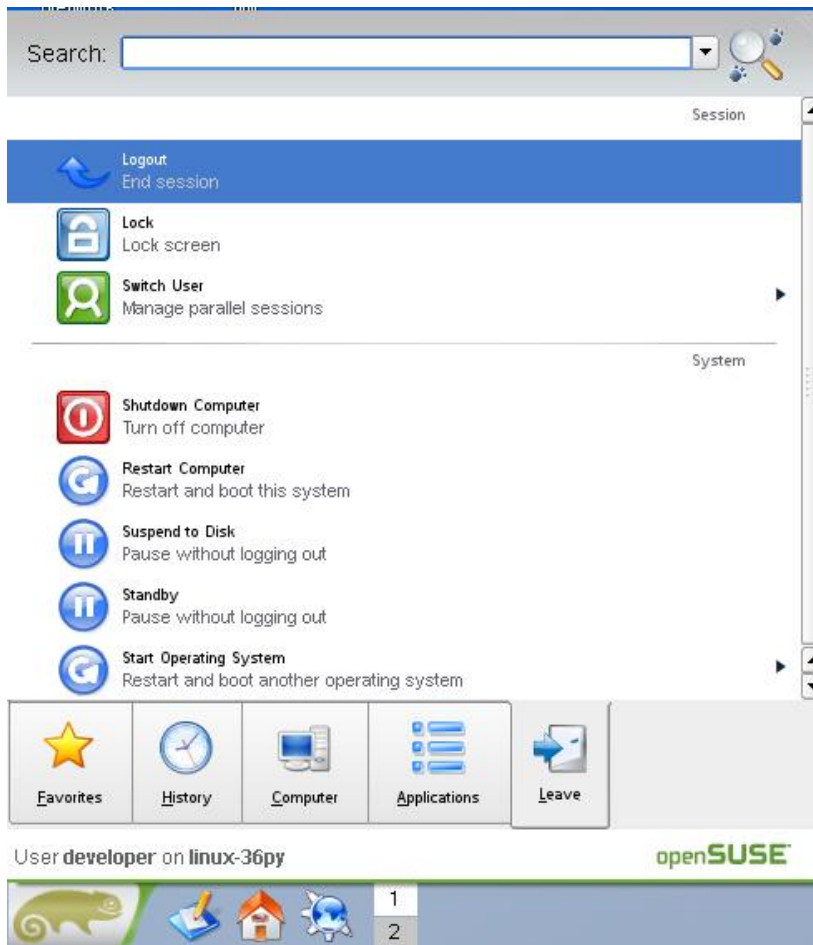 Search:
Session
Logout
End session
Lock
Lock screen
Switch User
Manage parallel sessions
System
Shutdown Computer
Turn off computer
Restart Computer
Restart and boot this system
Suspend to Disk
Pause without logging out
Standby
Pause without logging out
Start Operating System
Restart and boot another operating system
Favorites
History
Computer
Applications
Leave
User developer on linux-36py
openSUSE
1
2